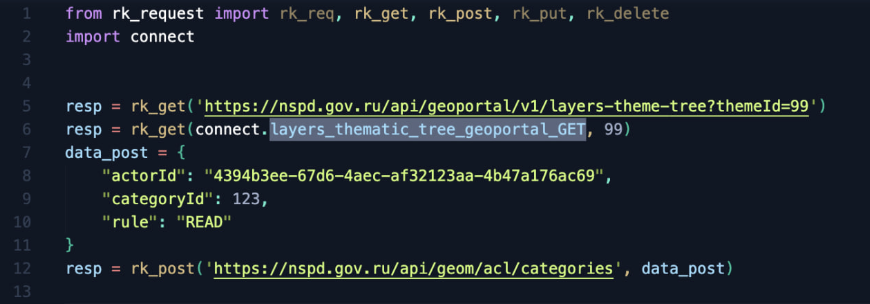 1 from rk_request import rk_req, rk_get, rk_post, rk_put, rk_delete
2 import connect
3
4
5 resp = rk_get('https://nspd.gov.ru/api/geoportal/v1/layers-theme-tree?themeId=99')
6 resp = rk_get(connect.layers_thematic_tree_geoportal_GET, 99)
7 data_post = {
8     "actorId": "4394b3ee-67d6-4aec-af32123aa-4b47a176ac69",
9     "categoryId": 123,
10     "rule": "READ"
11 }
12 resp = rk_post('https://nspd.gov.ru/api/geom/acl/categories', data_post)
13